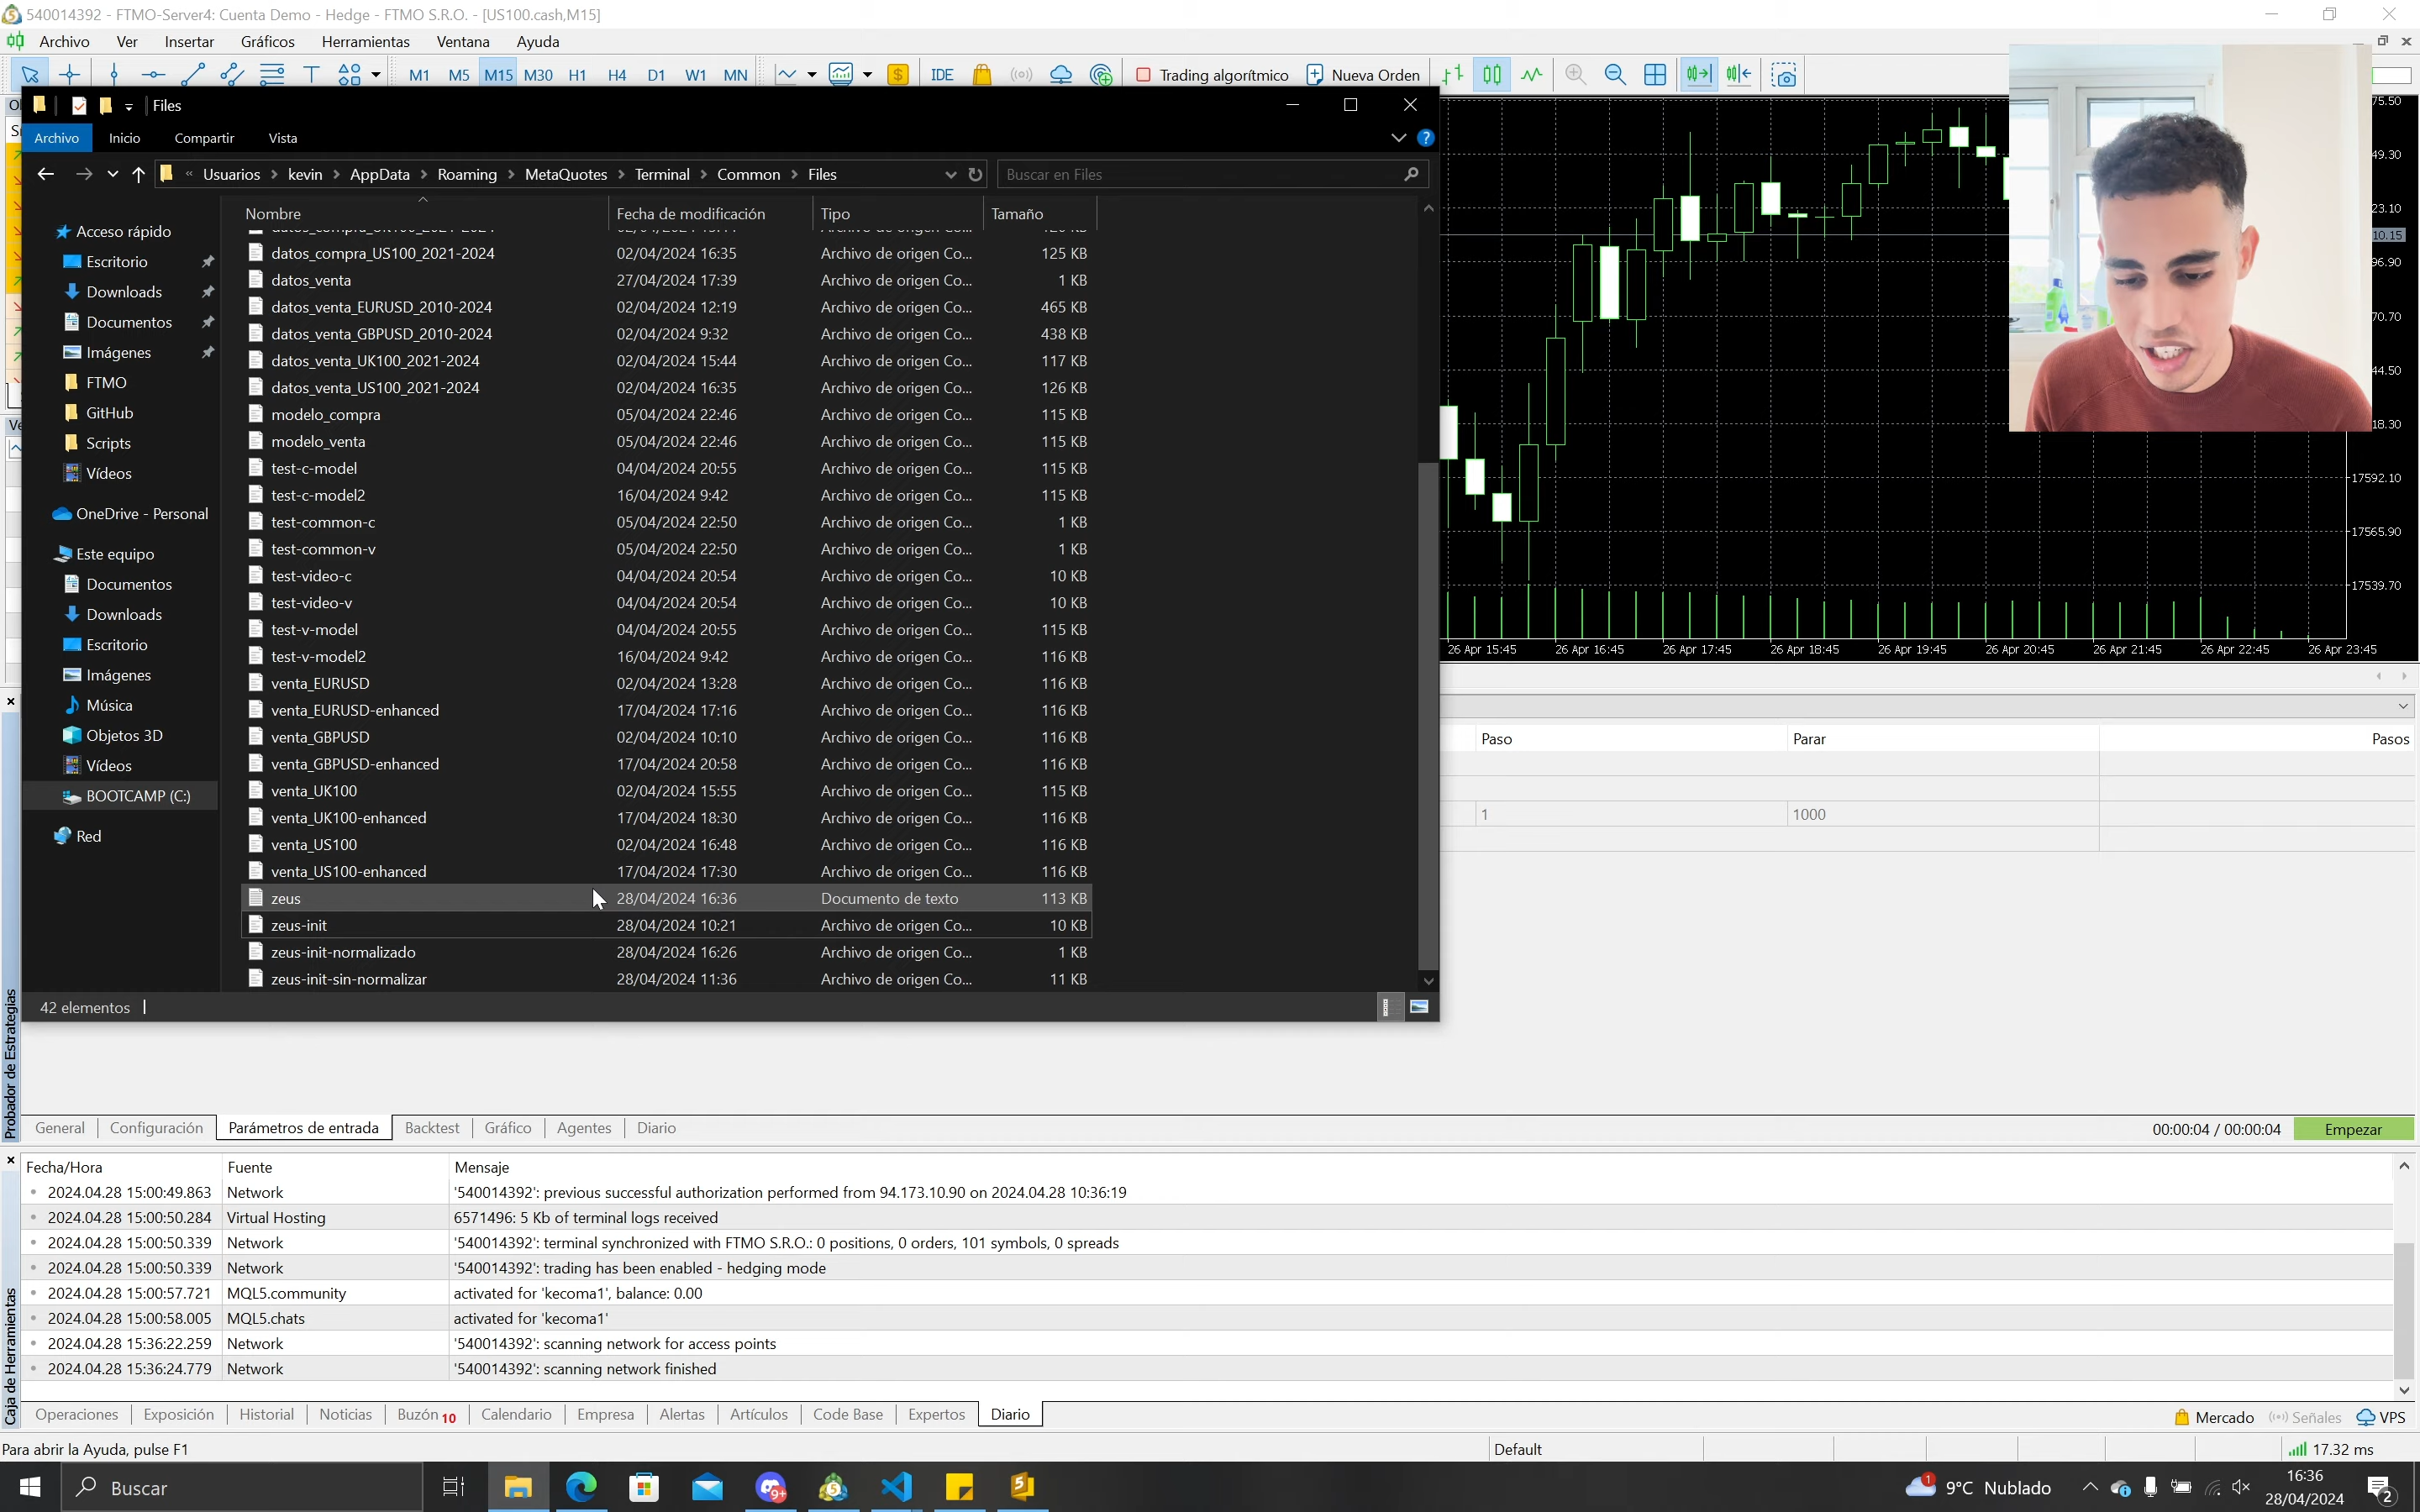 540014392 - FTMO-Server4: Cuenta Demo - Hedge - FTMO S.R.O. - [US100.cash,M15]
Archivo Ver Insertar Gráficos Herramientas Ventana Ayuda
M1 M5 M15 M30 H1 H4 D1 W1 MN IDE Trading algorítmico Nueva Orden
Files
Archivo Inicio Compartir Vista
« Usuarios > kevin > AppData > Roaming > MetaQuotes > Terminal > Common > Files
Buscar en Files
Nombre Fecha de modificación Tipo Tamaño
datos_compra_US100_2021-2024 02/04/2024 16:35 Archivo de origen Co... 125 KB
datos_venta 27/04/2024 17:39 Archivo de origen Co... 1 KB
datos_venta_EURUSD_2010-2024 02/04/2024 12:19 Archivo de origen Co... 465 KB
datos_venta_GBPUSD_2010-2024 02/04/2024 9:32 Archivo de origen Co... 438 KB
datos_venta_UK100_2021-2024 02/04/2024 15:44 Archivo de origen Co... 117 KB
datos_venta_US100_2021-2024 02/04/2024 16:35 Archivo de origen Co... 126 KB
modelo_compra 05/04/2024 22:46 Archivo de origen Co... 115 KB
modelo_venta 05/04/2024 22:46 Archivo de origen Co... 115 KB
test-c-model 04/04/2024 20:55 Archivo de origen Co... 115 KB
test-c-model2 16/04/2024 9:42 Archivo de origen Co... 115 KB
test-common-c 05/04/2024 22:50 Archivo de origen Co... 1 KB
test-common-v 05/04/2024 22:50 Archivo de origen Co... 1 KB
test-video-c 04/04/2024 20:54 Archivo de origen Co... 10 KB
test-video-v 04/04/2024 20:54 Archivo de origen Co... 10 KB
test-v-model 04/04/2024 20:55 Archivo de origen Co... 115 KB
test-v-model2 16/04/2024 9:42 Archivo de origen Co... 116 KB
venta_EURUSD 02/04/2024 13:28 Archivo de origen Co... 116 KB
venta_EURUSD-enhanced 17/04/2024 17:16 Archivo de origen Co... 116 KB
venta_GBPUSD 02/04/2024 10:10 Archivo de origen Co... 116 KB
venta_GBPUSD-enhanced 17/04/2024 20:58 Archivo de origen Co... 116 KB
venta_UK100 02/04/2024 15:55 Archivo de origen Co... 115 KB
venta_UK100-enhanced 17/04/2024 18:30 Archivo de origen Co... 116 KB
venta_US100 02/04/2024 16:48 Archivo de origen Co... 116 KB
venta_US100-enhanced 17/04/2024 17:30 Archivo de origen Co... 116 KB
zeus 28/04/2024 16:36 Documento de texto 113 KB
zeus-init 28/04/2024 10:21 Archivo de origen Co... 10 KB
zeus-init-normalizado 28/04/2024 16:26 Archivo de origen Co... 1 KB
zeus-init-sin-normalizar 28/04/2024 11:36 Archivo de origen Co... 11 KB
42 elementos
Acceso rápido
Escritorio
Downloads
Documentos
Imágenes
FTMO
GitHub
Scripts
Vídeos
OneDrive - Personal
Este equipo
Documentos
Downloads
Escritorio
Imágenes
Música
Objetos 3D
Vídeos
BOOTCAMP (C:)
Red
75.50
49.30
23.10
10.15
96.90
70.70
44.50
18.30
17592.10
17565.90
17539.70
26 Apr 15:45 26 Apr 16:45 26 Apr 17:45 26 Apr 18:45 26 Apr 19:45 26 Apr 20:45 26 Apr 21:45 26 Apr 22:45 26 Apr 23:45
Paso Parar Pasos
1 1000
Probador de Estrategias
General Configuración Parámetros de entrada Backtest Gráfico Agentes Diario
00:00:04 / 00:00:04 Empezar
Fecha/Hora Fuente Mensaje
2024.04.28 15:00:49.863 Network '540014392': previous successful authorization performed from 94.173.10.90 on 2024.04.28 10:36:19
2024.04.28 15:00:50.284 Virtual Hosting 6571496: 5 Kb of terminal logs received
2024.04.28 15:00:50.339 Network '540014392': terminal synchronized with FTMO S.R.O.: 0 positions, 0 orders, 101 symbols, 0 spreads
2024.04.28 15:00:50.339 Network '540014392': trading has been enabled - hedging mode
2024.04.28 15:00:57.721 MQL5.community activated for 'kecoma1', balance: 0.00
2024.04.28 15:00:58.005 MQL5.chats activated for 'kecoma1'
2024.04.28 15:36:22.259 Network '540014392': scanning network for access points
2024.04.28 15:36:24.779 Network '540014392': scanning network finished
Caja de Herramientas
Operaciones Exposición Historial Noticias Buzón 10 Calendario Empresa Alertas Artículos Code Base Expertos Diario
Mercado Señales VPS
Para abrir la Ayuda, pulse F1
Default
17.32 ms
Buscar
9+
1
9°C Nublado
16:36
28/04/2024
2